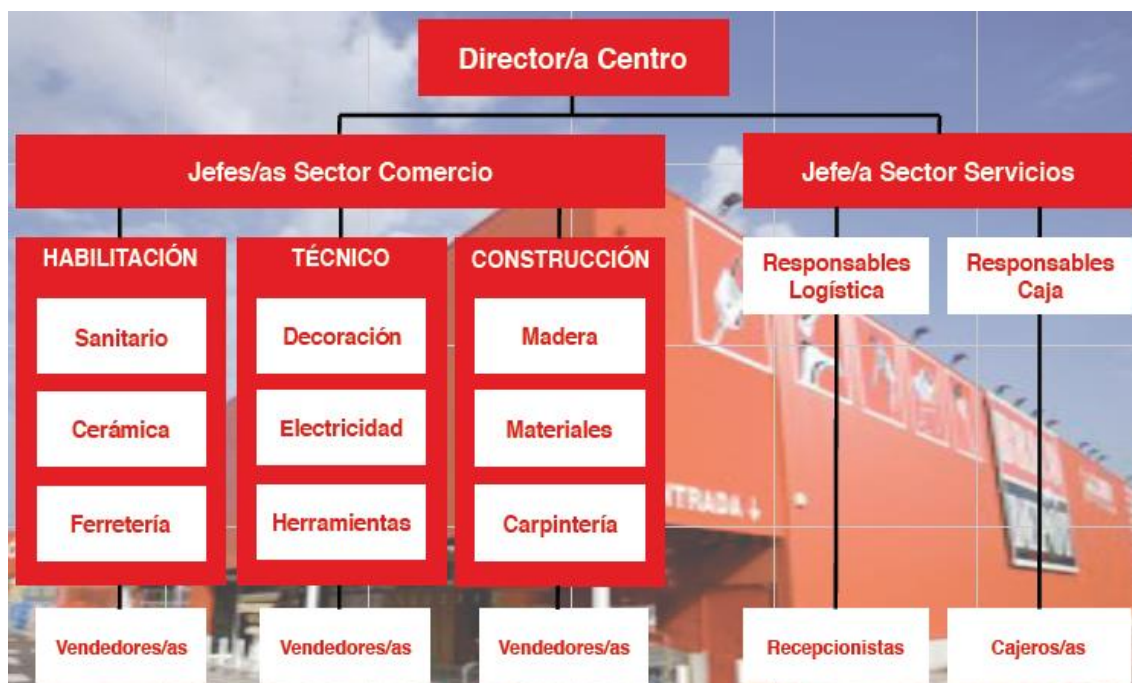 Director/a Centro
Jefes/as Sector Comercio
Jefe/a Sector Servicios
HABILITACIÓN
Sanitario
Cerámica
Ferretería
TÉCNICO
Decoración
Electricidad
Herramientas
CONSTRUCCIÓN
Madera
Materiales
Carpintería
Responsables
Logística
Responsables
Caja
NTRADA
Vendedores/as
Vendedores/as
Vendedores/as
Recepcionistas
Cajeros/as